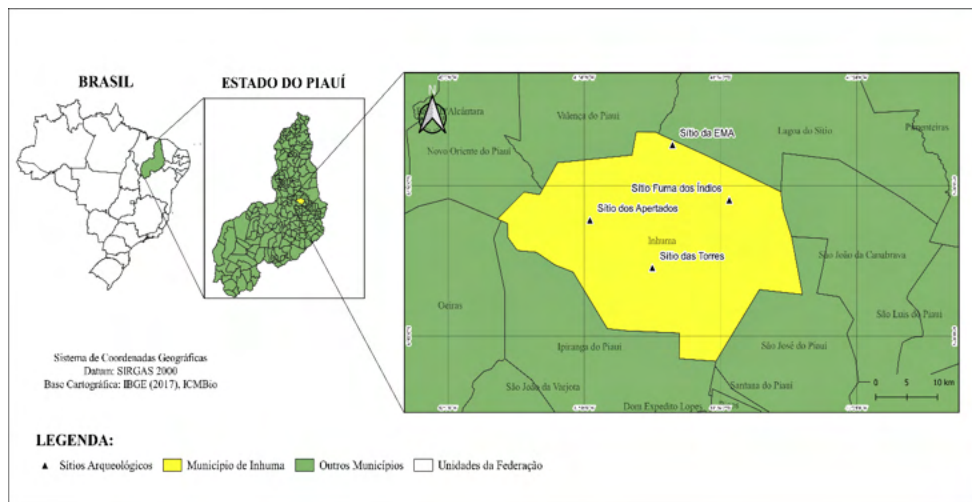 BRASIL
ESTADO DO PIAUÍ
N
Alcântara
Valença do Piauí
Sítio da EMA
Lagoa do Sítio
Pimenteiras
Novo Oriente do Piauí
Sítio Furna dos Índios
Sítio dos Apertados
Inhuma
São João da Canabrava
Sítio das Torres
Oeiras
São Luis do Piauí
Ipiranga do Piauí
São José do Piauí
São João da Varjota
Santana do Piauí
Dom Expedito Lopes
0 5 10 km
Sistema de Coordenadas Geográficas
Datum: SIRGAS 2000
Base Cartográfica: IBGE (2017), ICMBio
LEGENDA:
Sítios Arqueológicos Município de Inhuma Outros Municípios Unidades da Federação